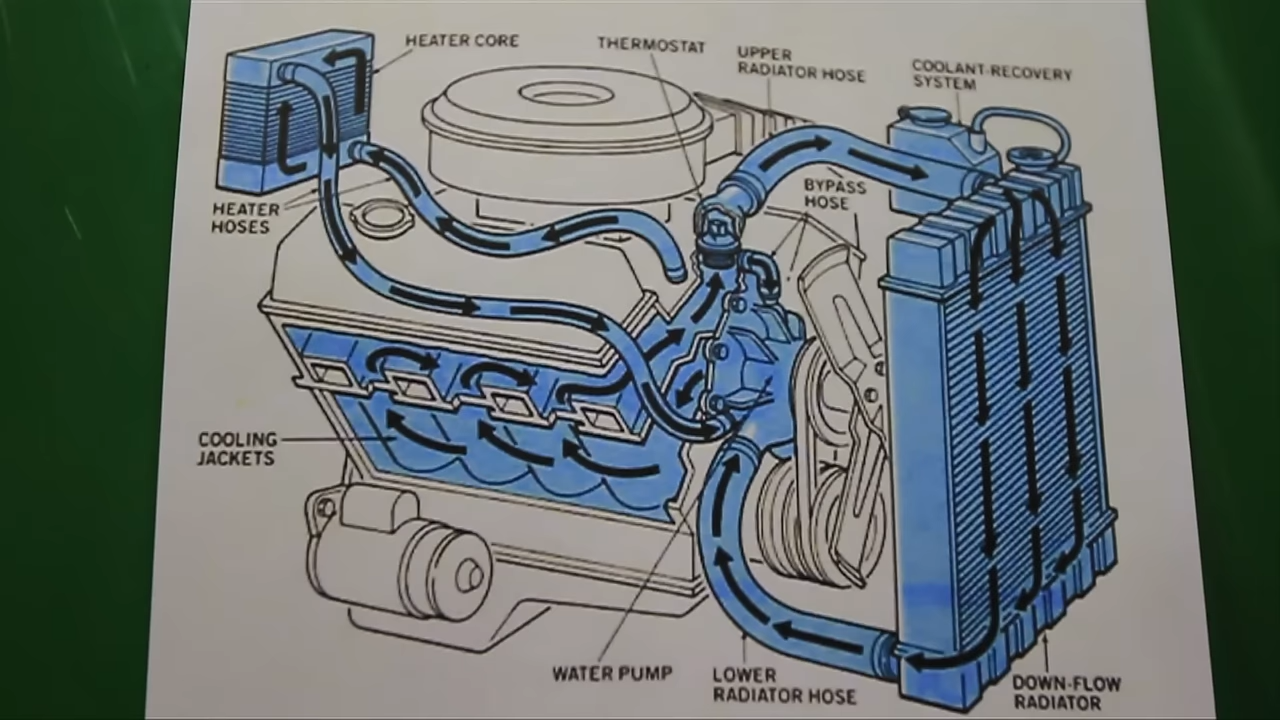 HEATER CORE
THERMOSTAT
UPPER
RADIATOR HOSE
COOLANT-RECOVERY
SYSTEM
BYPASS
HOSE
HEATER
HOSES
COOLING
JACKETS
WATER PUMP
LOWER
RADIATOR HOSE
DOWN-FLOW
RADIATOR